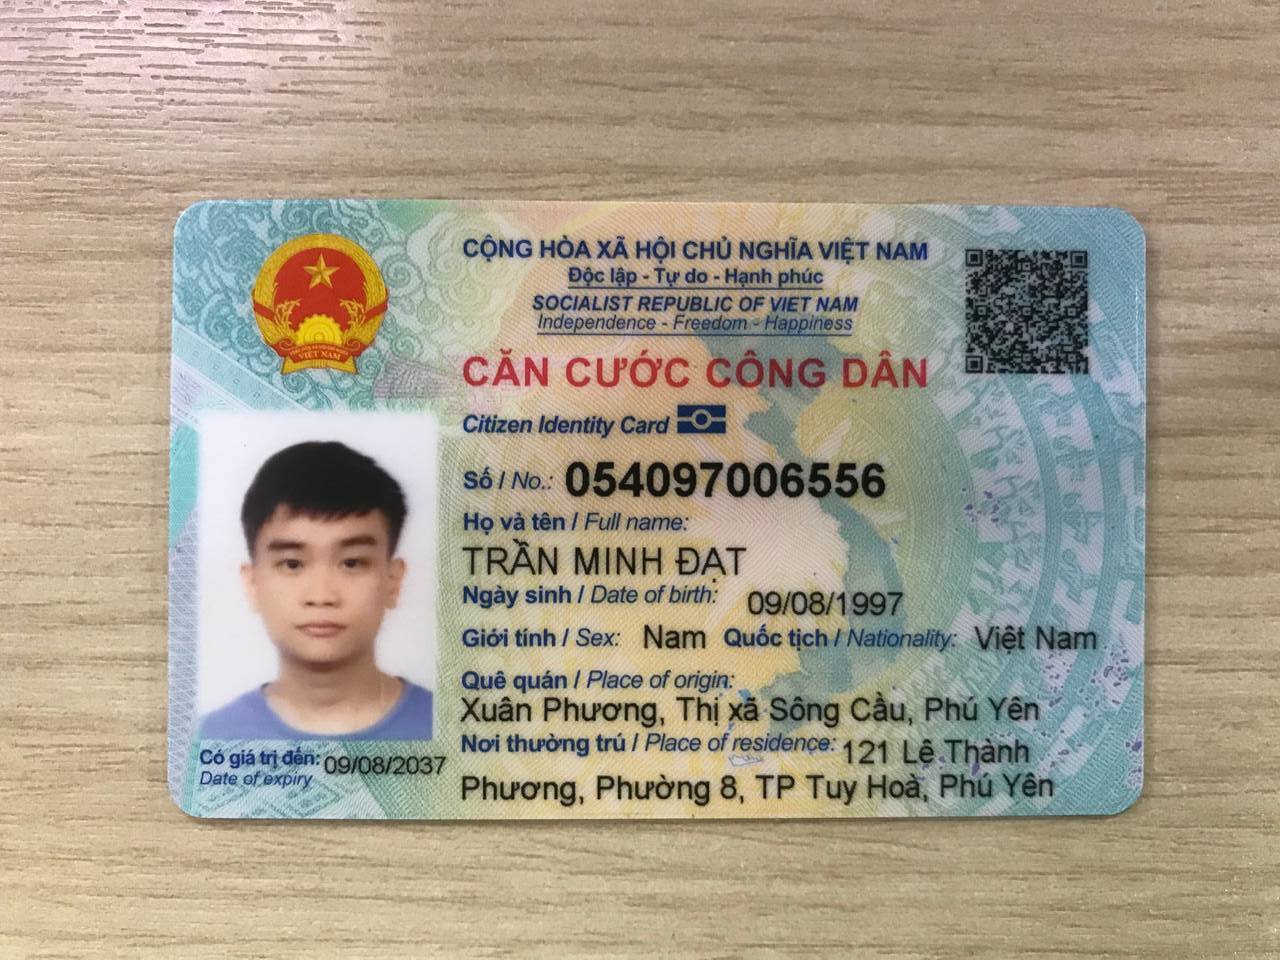 CỘNG HÒA XÃ HỘI CHỦ NGHĨA VIỆT NAM
Độc lập - Tự do - Hạnh phúc
SOCIALIST REPUBLIC OF VIET NAM
Independence - Freedom - Happiness
CĂN CƯỚC CÔNG DÂN
Citizen Identity Card
Số / No.: 054097006556
Họ và tên / Full name:
TRẦN MINH ĐẠT
Ngày sinh / Date of birth: 09/08/1997
Giới tính / Sex: Nam Quốc tịch / Nationality: Việt Nam
Quê quán / Place of origin:
Xuân Phương, Thị xã Sông Cầu, Phú Yên
Nơi thường trú / Place of residence: 121 Lê Thành
Phương, Phường 8, TP Tuy Hoà, Phú Yên
Có giá trị đến: 09/08/2037
Date of expiry
VIỆT NAM